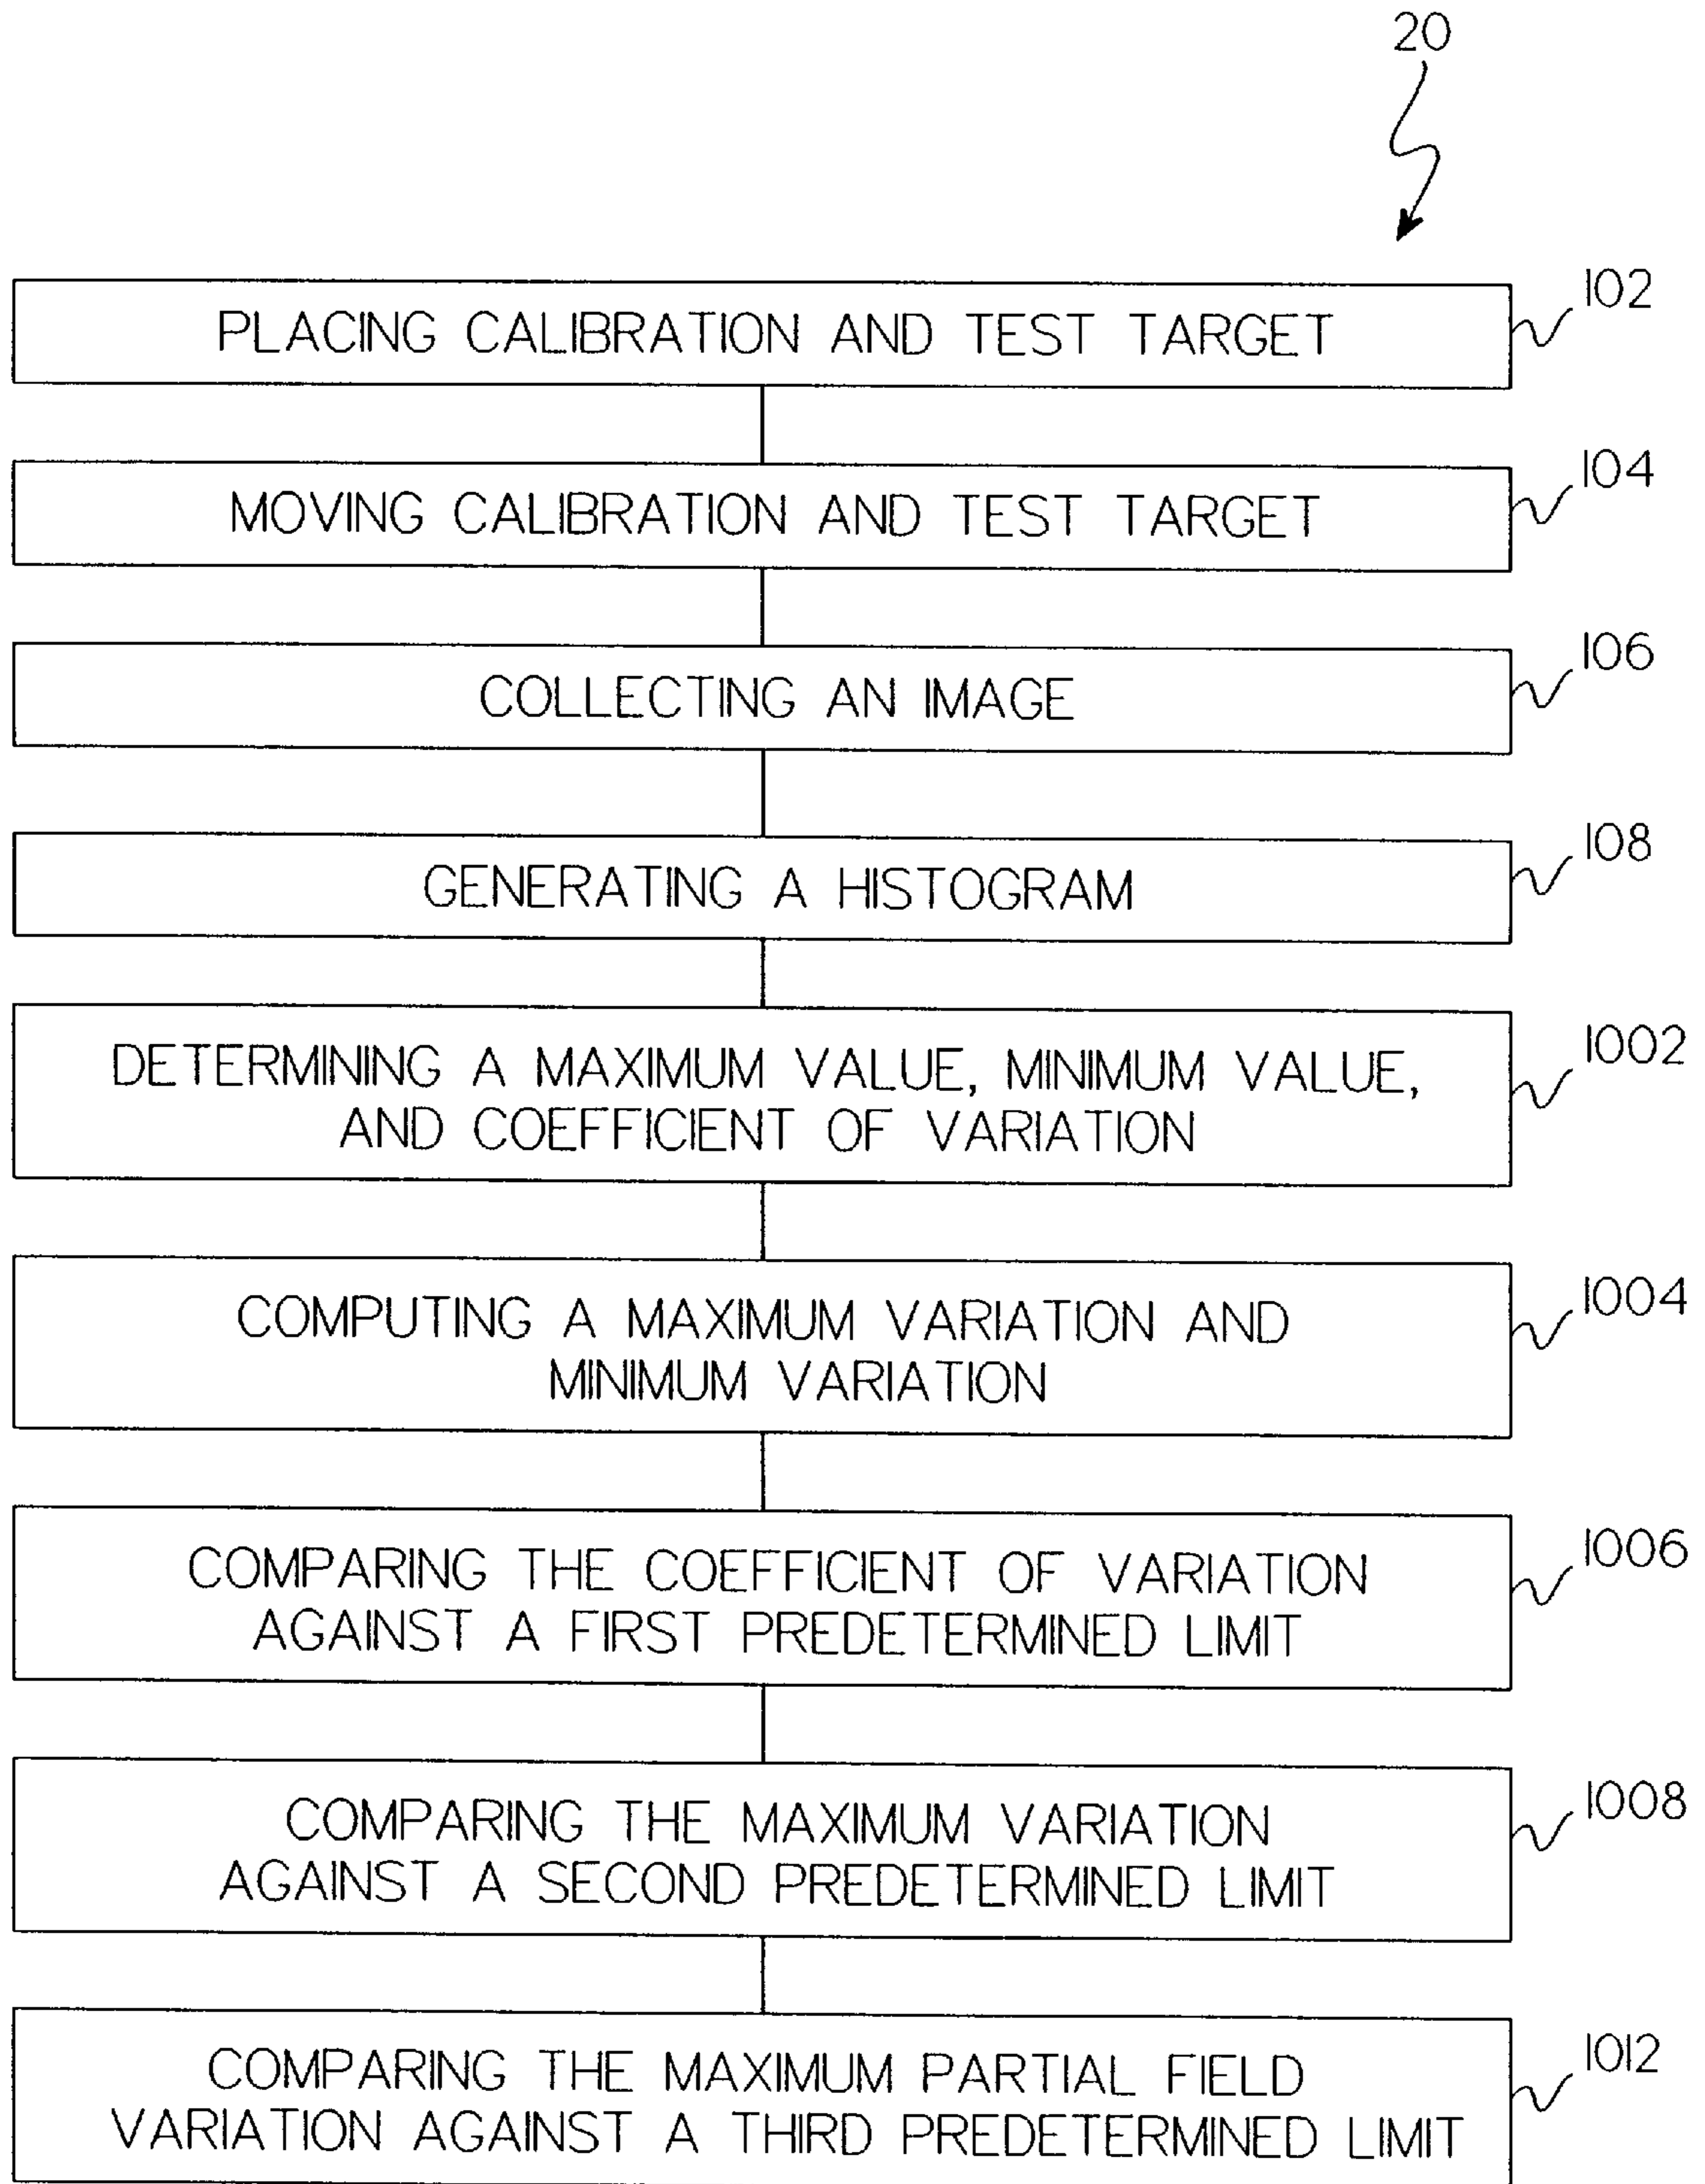 20
PLACING CALIBRATION AND TEST TARGET
102
MOVING CALIBRATION AND TEST TARGET
104
COLLECTING AN IMAGE
106
GENERATING A HISTOGRAM
108
DETERMINING A MAXIMUM VALUE, MINIMUM VALUE,
AND COEFFICIENT OF VARIATION
1002
COMPUTING A MAXIMUM VARIATION AND
MINIMUM VARIATION
1004
COMPARING THE COEFFICIENT OF VARIATION
AGAINST A FIRST PREDETERMINED LIMIT
1006
COMPARING THE MAXIMUM VARIATION
AGAINST A SECOND PREDETERMINED LIMIT
1008
COMPARING THE MAXIMUM PARTIAL FIELD
VARIATION AGAINST A THIRD PREDETERMINED LIMIT
1012